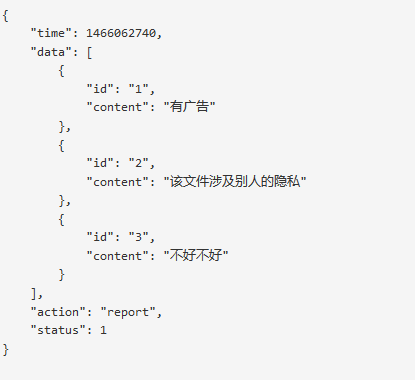 {
    "time": 1466062740,
    "data": [
        {
            "id": "1",
            "content": "有广告"
        },
        {
            "id": "2",
            "content": "该文件涉及别人的隐私"
        },
        {
            "id": "3",
            "content": "不好不好"
        }
    ],
    "action": "report",
    "status": 1
}